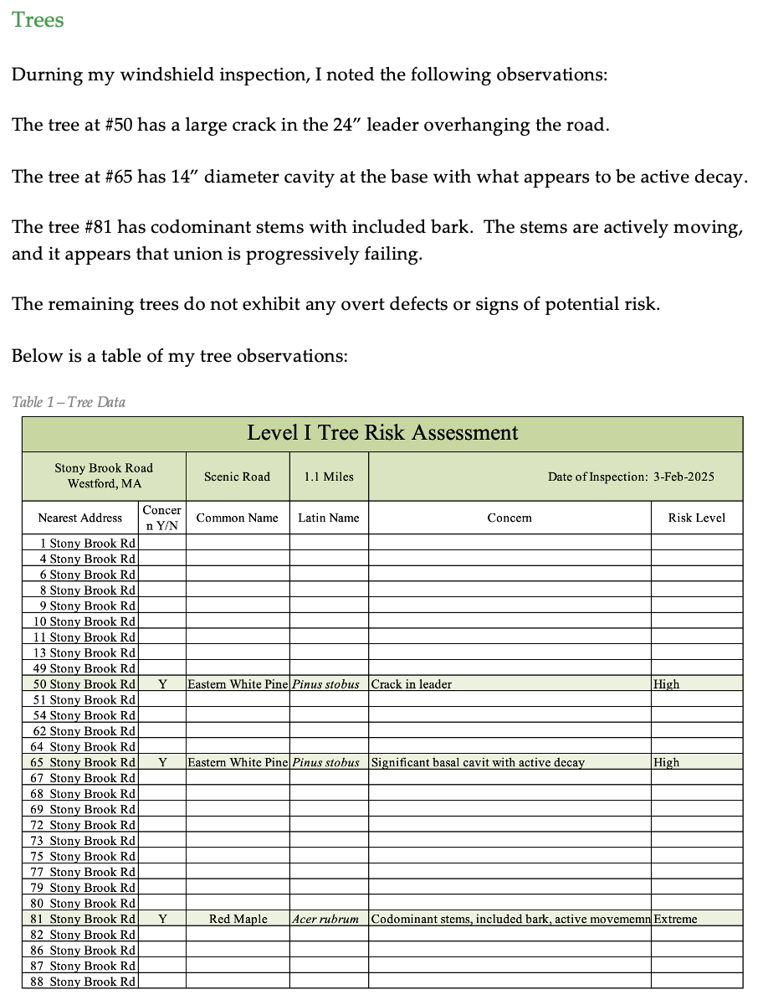 Trees
Durning my windshield inspection, I noted the following observations:
The tree at #50 has a large crack in the 24” leader overhanging the road.
The tree at #65 has 14” diameter cavity at the base with what appears to be active decay.
The tree #81 has codominant stems with included bark.  The stems are actively moving,
and it appears that union is progressively failing.
The remaining trees do not exhibit any overt defects or signs of potential risk.
Below is a table of my tree observations:
Table 1 – Tree Data
Level I Tree Risk Assessment
Stony Brook Road
Westford, MA
Scenic Road
1.1 Miles
Date of Inspection: 3-Feb-2025
Nearest Address
Concer
n Y/N
Common Name
Latin Name
Concern
Risk Level
1 Stony Brook Rd
4 Stony Brook Rd
6 Stony Brook Rd
8 Stony Brook Rd
9 Stony Brook Rd
10 Stony Brook Rd
11 Stony Brook Rd
13 Stony Brook Rd
49 Stony Brook Rd
50 Stony Brook Rd Y Eastern White Pine Pinus stobus Crack in leader High
51 Stony Brook Rd
54 Stony Brook Rd
62 Stony Brook Rd
64 Stony Brook Rd
65 Stony Brook Rd Y Eastern White Pine Pinus stobus Significant basal cavit with active decay High
67 Stony Brook Rd
68 Stony Brook Rd
69 Stony Brook Rd
72 Stony Brook Rd
73 Stony Brook Rd
75 Stony Brook Rd
77 Stony Brook Rd
79 Stony Brook Rd
80 Stony Brook Rd
81 Stony Brook Rd Y Red Maple Acer rubrum Codominant stems, included bark, active movememn Extreme
82 Stony Brook Rd
86 Stony Brook Rd
87 Stony Brook Rd
88 Stony Brook Rd